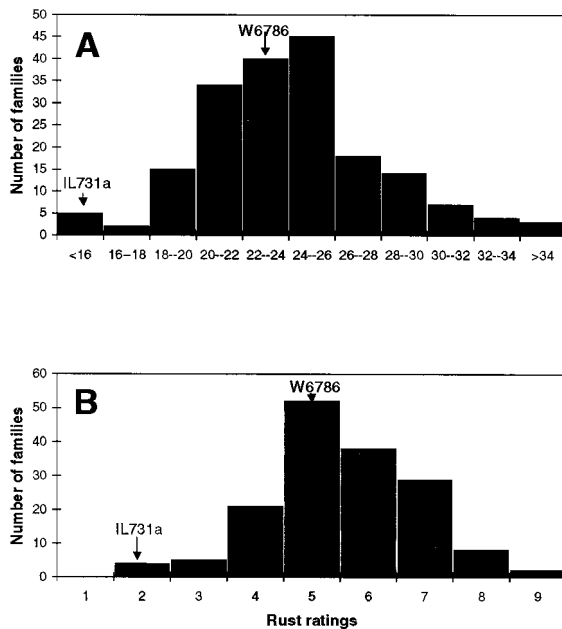 A
W6786
IL731a
Number of families
50
45
40
35
30
25
20
15
10
5
0
<16 16--18 18--20 20--22 22--24 24--26 26--28 28--30 30--32 32--34 >34
B
W6786
IL731a
Number of families
60
50
40
30
20
10
0
1 2 3 4 5 6 7 8 9
Rust ratings